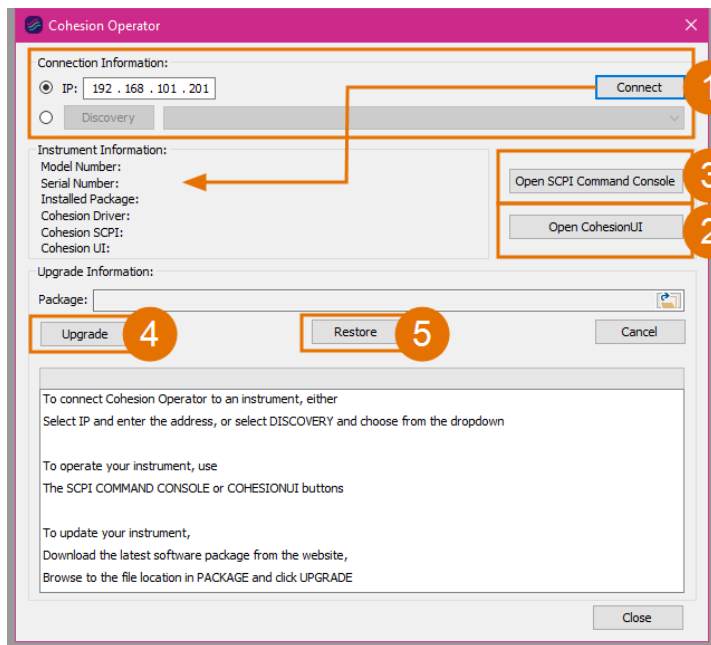 Cohesion Operator
Connection Information:
IP: 192 . 168 . 101 . 201
Connect
1
Discovery
Instrument Information:
Model Number:
Serial Number:
Installed Package:
Cohesion Driver:
Cohesion SCPI:
Cohesion UI:
Open SCPI Command Console
3
Open CohesionUI
2
Upgrade Information:
Package:
Upgrade
4
Restore
5
Cancel
To connect Cohesion Operator to an instrument, either
Select IP and enter the address, or select DISCOVERY and choose from the dropdown
To operate your instrument, use
The SCPI COMMAND CONSOLE or COHESIONUI buttons
To update your instrument,
Download the latest software package from the website,
Browse to the file location in PACKAGE and click UPGRADE
Close